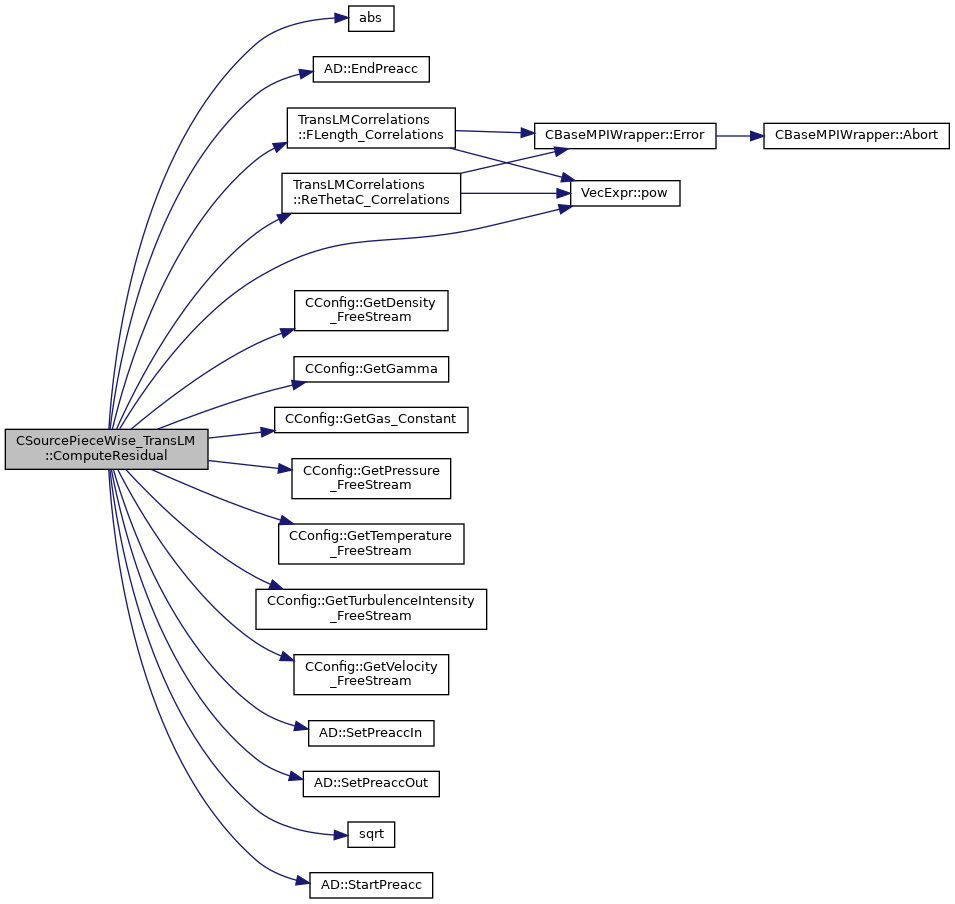 abs
AD::EndPreacc
TransLMCorrelations
::FLength_Correlations
CBaseMPIWrapper::Error
CBaseMPIWrapper::Abort
TransLMCorrelations
::ReThetaC_Correlations
VecExpr::pow
CConfig::GetDensity
_FreeStream
CConfig::GetGamma
CConfig::GetGas_Constant
CSourcePieceWise_TransLM
::ComputeResidual
CConfig::GetPressure
_FreeStream
CConfig::GetTemperature
_FreeStream
CConfig::GetTurbulenceIntensity
_FreeStream
CConfig::GetVelocity
_FreeStream
AD::SetPreaccIn
AD::SetPreaccOut
sqrt
AD::StartPreacc